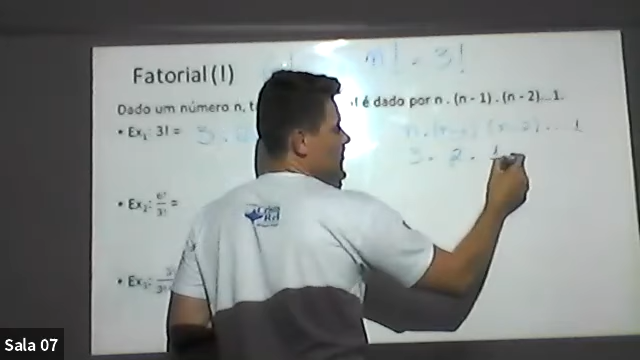 n! = 3!
Fatorial(!)
Dado um número n, é dado por n . (n - 1) . (n - 2)...1.
• Ex₁: 3! = 3 .
n . (n-1) (n-2) ... 1
3 . 2 . 1
• Ex₂: 6!/3! =
• Ex₃:
Sala 07